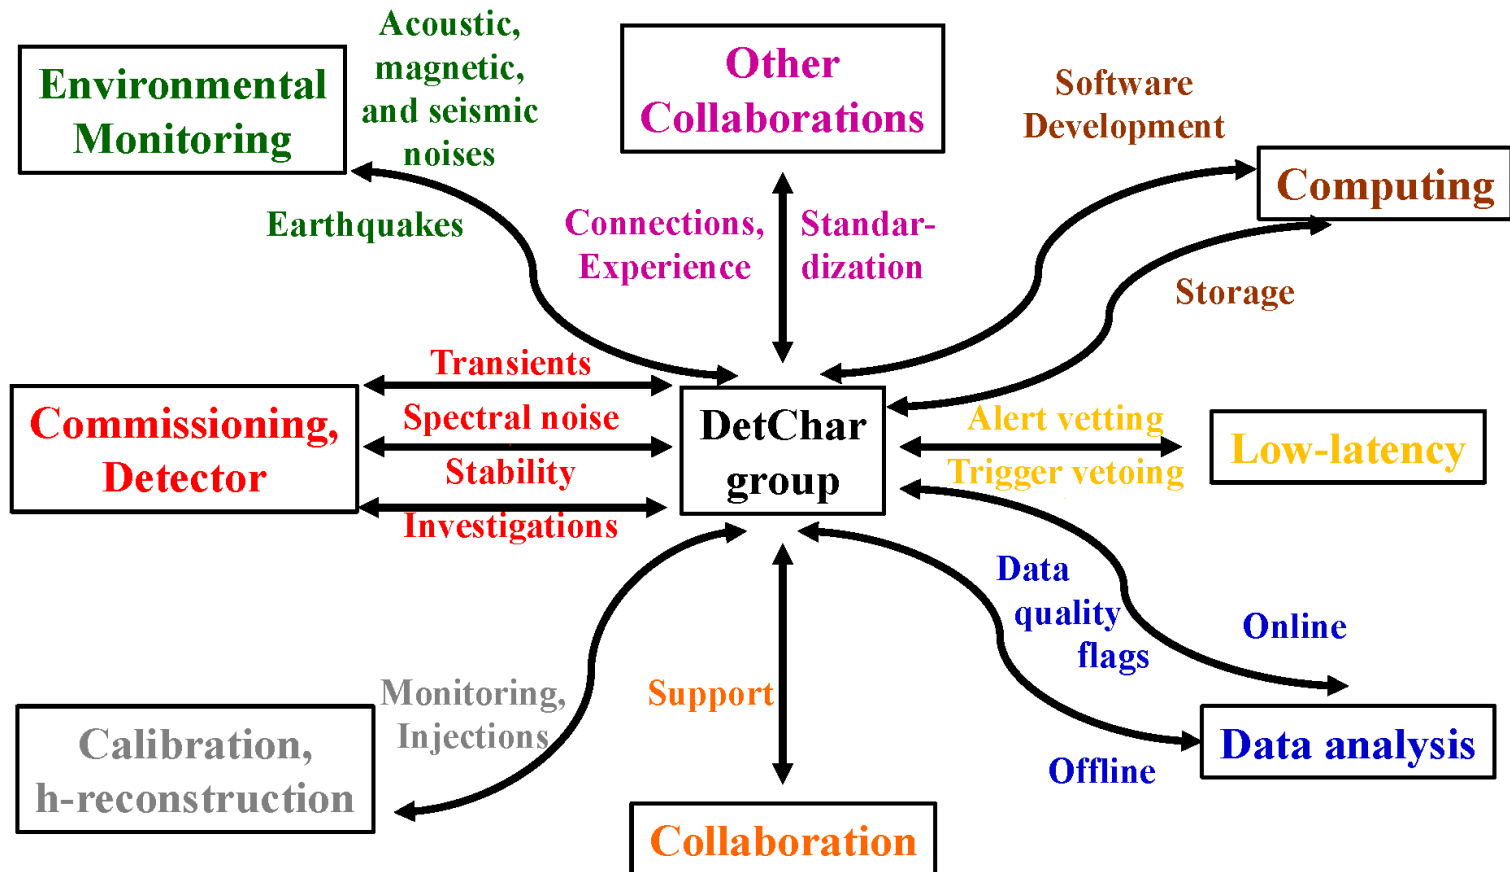 Environmental
Monitoring
Acoustic,
magnetic,
and seismic
noises
Earthquakes
Other
Collaborations
Connections,
Experience
Standar-
dization
Software
Development
Computing
Storage
Commissioning,
Detector
Transients
Spectral noise
Stability
Investigations
DetChar
group
Alert vetting
Trigger vetoing
Low-latency
Calibration,
h-reconstruction
Monitoring,
Injections
Support
Collaboration
Data
quality
flags
Online
Offline
Data analysis